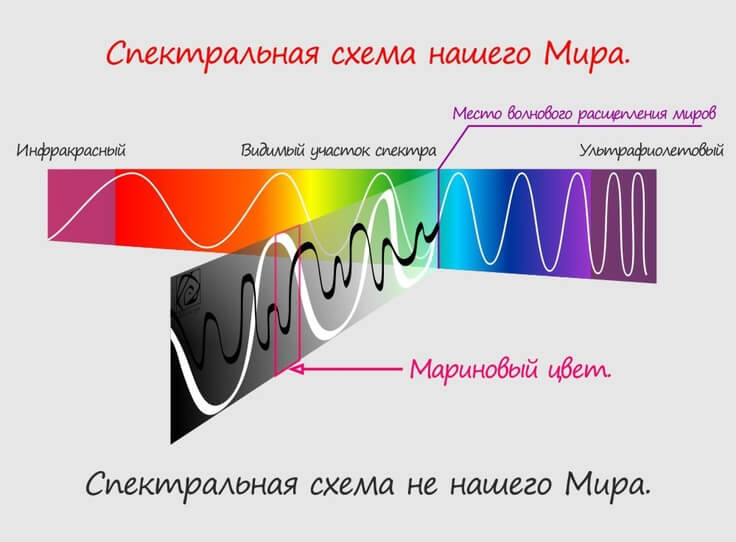 Спектральная схема нашего Мира.
Место волнового расщепления миров
Инфракрасный
Видимый участок спектра
Ультрафиолетовый
Мариновый цвет.
Спектральная схема не нашего Мира.